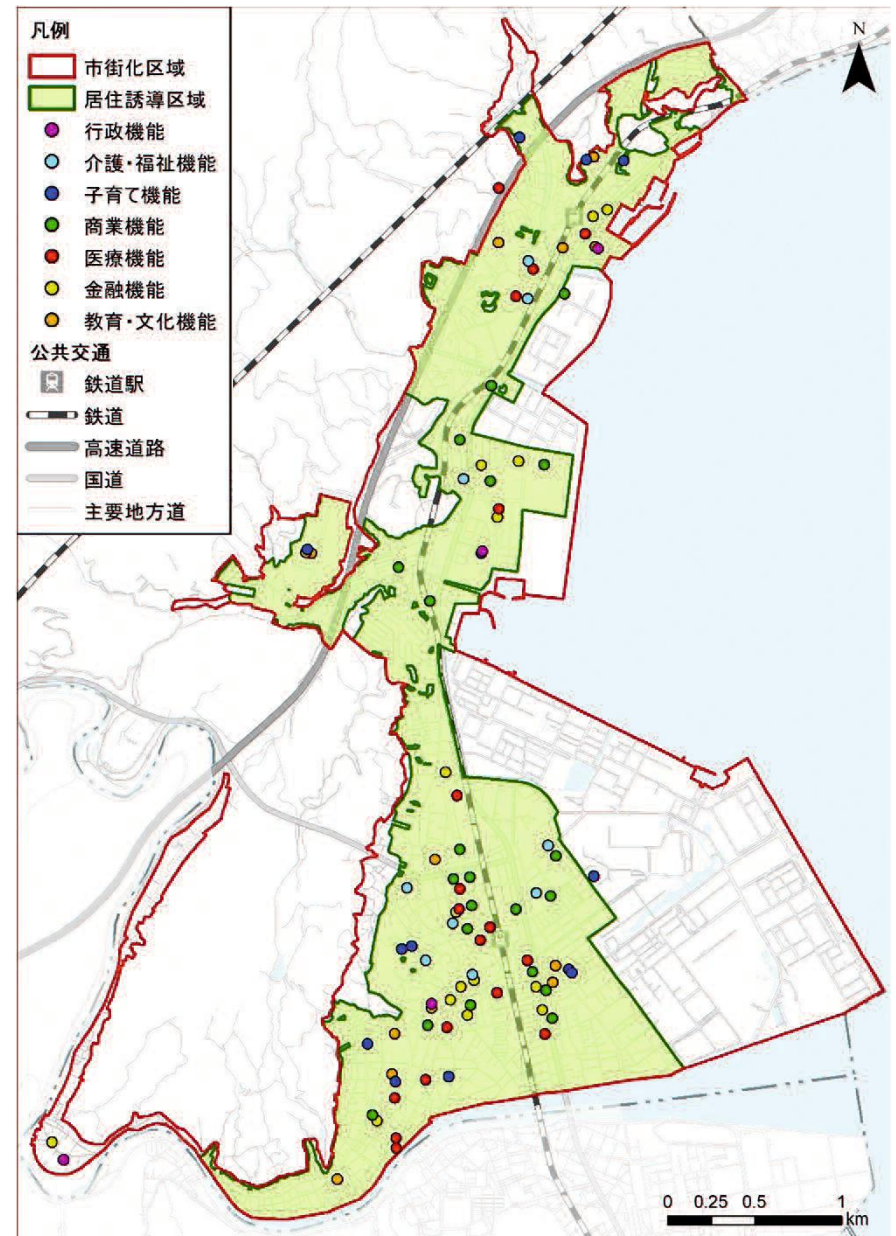 凡例
市街化区域
居住誘導区域
行政機能
介護・福祉機能
子育て機能
商業機能
医療機能
金融機能
教育・文化機能
公共交通
鉄道駅
鉄道
高速道路
国道
主要地方道
N
0 0.25 0.5 1
km